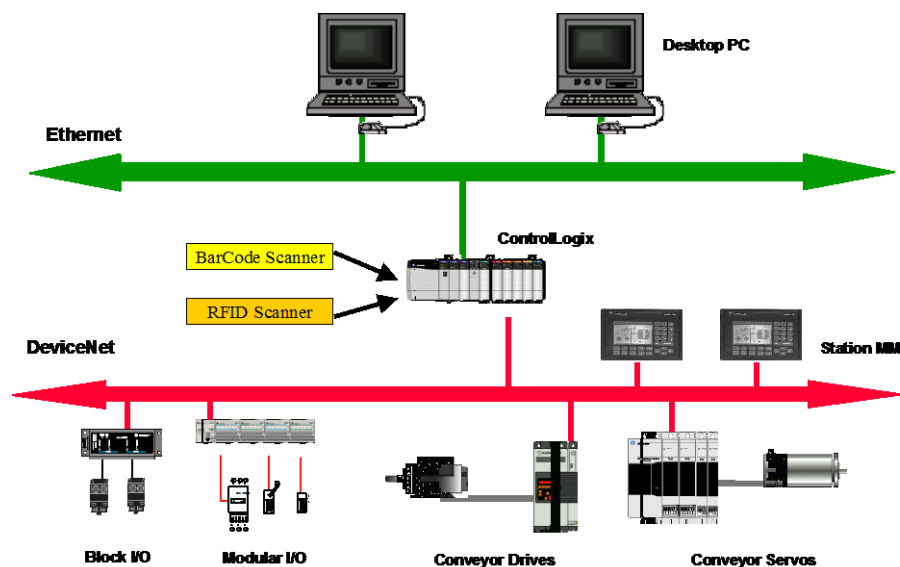 Desktop PC
Ethernet
ControlLogix
BarCode Scanner
RFID Scanner
DeviceNet
Station MM
Block I/O
Modular I/O
Conveyor Drives
Conveyor Servos